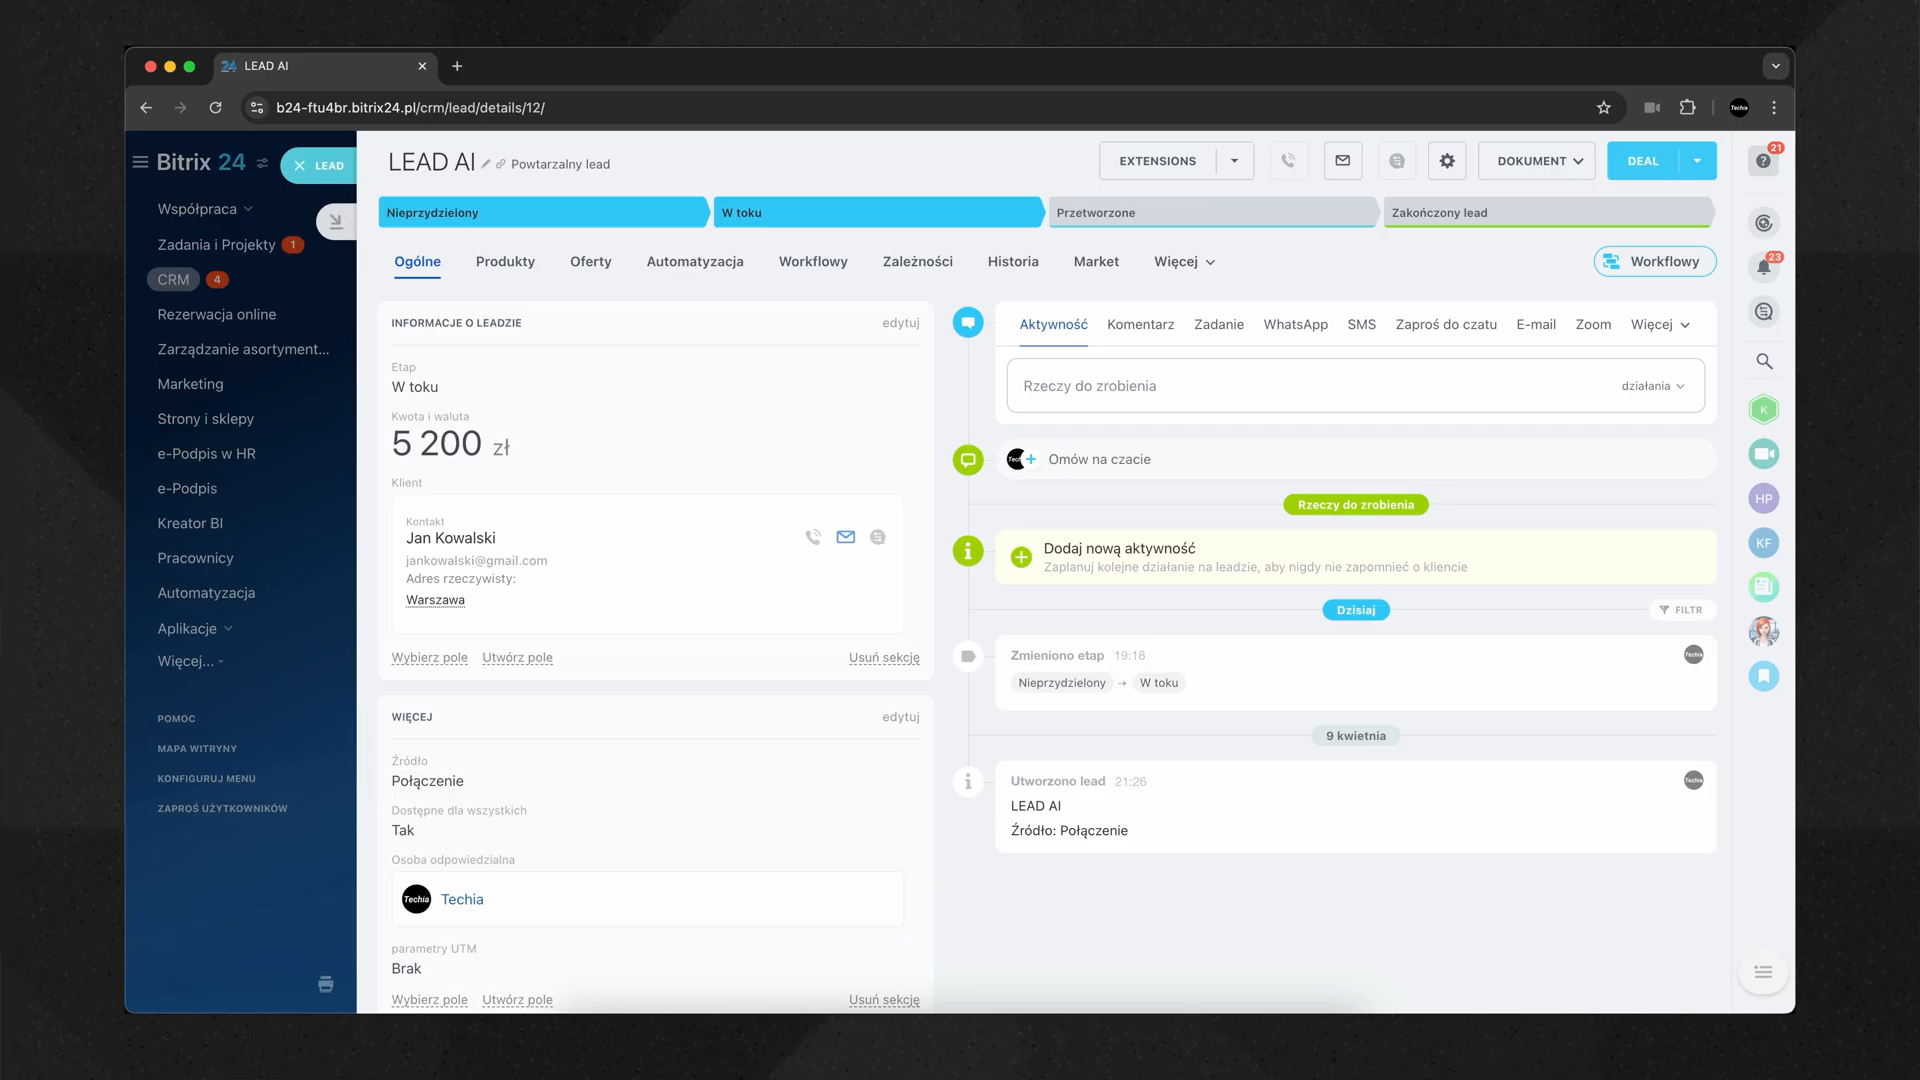 LEAD AI
b24-ftu4br.bitrix24.pl/crm/lead/details/12/
Techia
Bitrix 24
LEAD
Współpraca
Zadania i Projekty 1
CRM 4
Rezerwacja online
Zarządzanie asortyment...
Marketing
Strony i sklepy
e-Podpis w HR
e-Podpis
Kreator BI
Pracownicy
Automatyzacja
Aplikacje
Więcej...
POMOC
MAPA WITRYNY
KONFIGURUJ MENU
ZAPROŚ UŻYTKOWNIKÓW
LEAD AI Powtarzalny lead
EXTENSIONS
DOKUMENT
DEAL
Nieprzydzielony
W toku
Przetworzone
Zakończony lead
Ogólne Produkty Oferty Automatyzacja Workflowy Zależności Historia Market Więcej
Workflowy
INFORMACJE O LEADZIE edytuj
Etap
W toku
Kwota i waluta
5 200 zł
Klient
Kontakt
Jan Kowalski
jankowalski@gmail.com
Adres rzeczywisty:
Warszawa
Wybierz pole Utwórz pole Usuń sekcję
WIĘCEJ edytuj
Źródło
Połączenie
Dostępne dla wszystkich
Tak
Osoba odpowiedzialna
Techia Techia
parametry UTM
Brak
Wybierz pole Utwórz pole Usuń sekcję
Aktywność Komentarz Zadanie WhatsApp SMS Zaproś do czatu E-mail Zoom Więcej
Rzeczy do zrobienia działania
Omów na czacie
Rzeczy do zrobienia
Dodaj nową aktywność
Zaplanuj kolejne działanie na leadzie, aby nigdy nie zapomnieć o kliencie
Dzisiaj
FILTR
Zmieniono etap 19:18
Techia
Nieprzydzielony → W toku
9 kwietnia
Utworzono lead 21:26
Techia
LEAD AI
Źródło: Połączenie
21
23
K
HP
KF